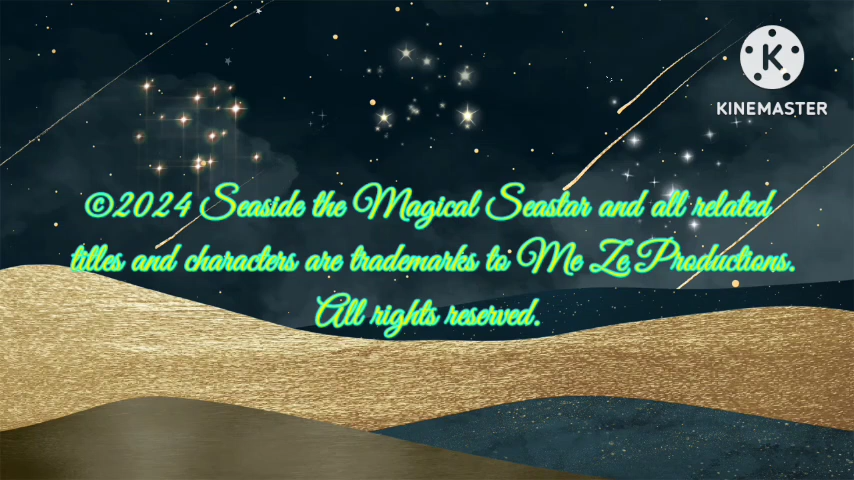 KINEMASTER
©2024 Seaside the Magical Seastar and all related
titles and characters are trademarks to Me Ze Productions.
All rights reserved.